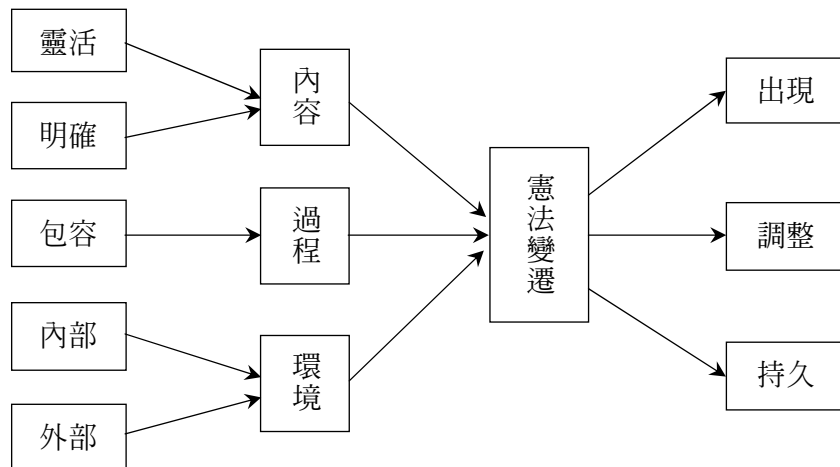 靈活
明確
包容
內部
外部
內容
過程
環境
憲法變遷
出現
調整
持久